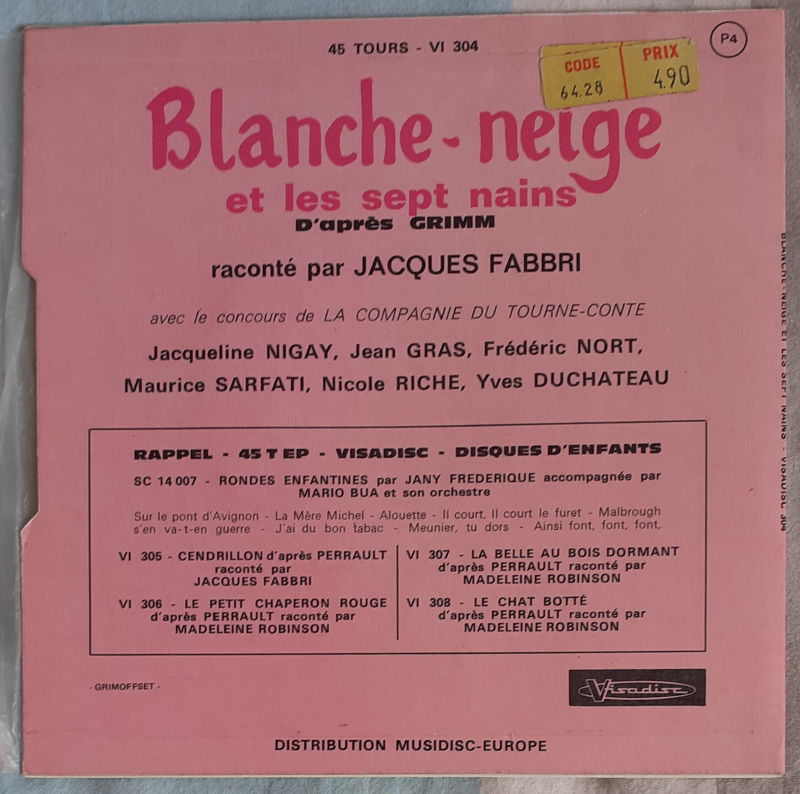 45 TOURS - VI 304
P4
CODE PRIX
64.28 4.90
Blanche-neige
et les sept nains
D'après GRIMM
raconté par JACQUES FABBRI
avec le concours de LA COMPAGNIE DU TOURNE-CONTE
Jacqueline NIGAY, Jean GRAS, Frédéric NORT,
Maurice SARFATI, Nicole RICHE, Yves DUCHATEAU
RAPPEL - 45 T EP - VISADISC - DISQUES D'ENFANTS
SC 14 007 - RONDES ENFANTINES par JANY FREDERIQUE accompagnée par
MARIO BUA et son orchestre
Sur le pont d'Avignon - La Mère Michel - Alouette - Il court, Il court le furet - Malbrough
s'en va-t-en guerre - J'ai du bon tabac - Meunier, tu dors - Ainsi font, font, font,
VI 305 - CENDRILLON d'après PERRAULT
raconté par
JACQUES FABBRI
VI 306 - LE PETIT CHAPERON ROUGE
d'après PERRAULT raconté par
MADELEINE ROBINSON
VI 307 - LA BELLE AU BOIS DORMANT
d'après PERRAULT raconté par
MADELEINE ROBINSON
VI 308 - LE CHAT BOTTÉ
d'après PERRAULT raconté par
MADELEINE ROBINSON
- GRIMOFFSET -
Visadisc
DISTRIBUTION MUSIDISC-EUROPE
BLANCHE-NEIGE ET LES SEPT NAINS - VISADISC 304